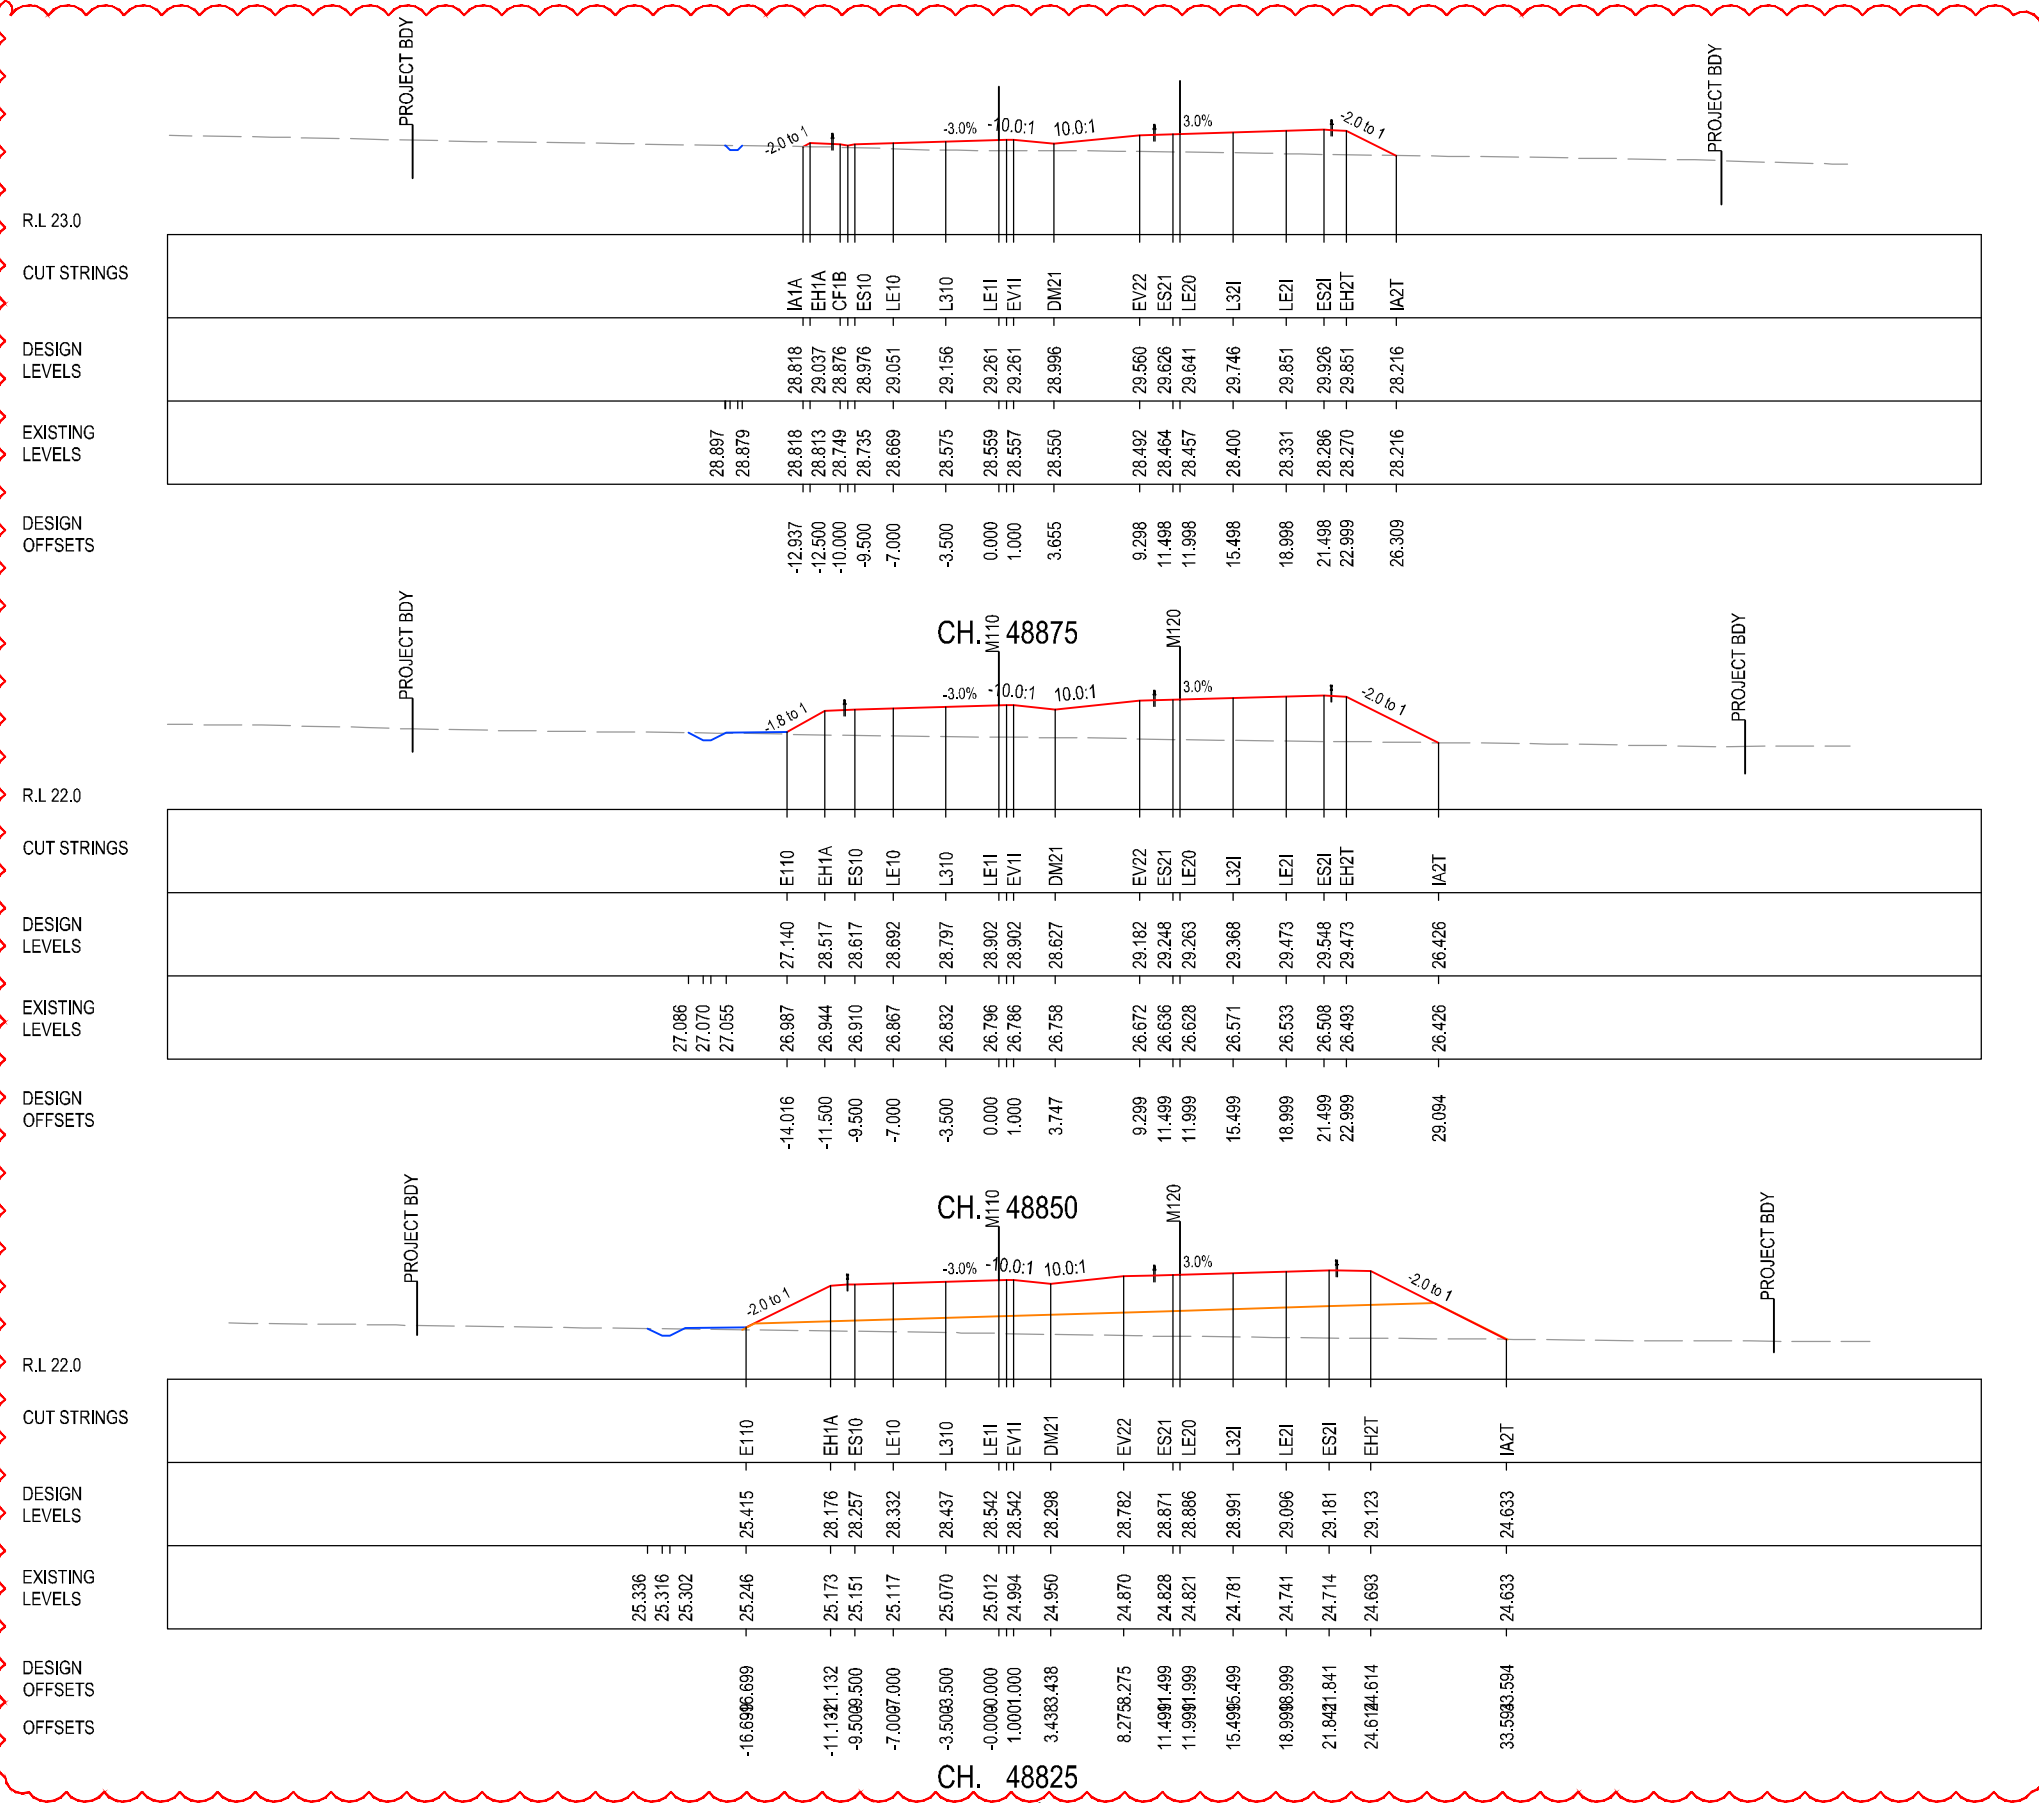 PROJECT BDY
PROJECT BDY
-2.0 to 1 -3.0% -10.0:1 10.0:1 3.0% -2.0 to 1
R.L 23.0
CUT STRINGS IA1A EH1A CF1B ES10 LE10 L310 LE1I EV1I DM21 EV22 ES21 LE20 L32I LE2I ES2I EH2T IA2T
DESIGN
LEVELS 28.818 29.037 28.876 28.976 29.051 29.156 29.261 29.261 28.996 29.560 29.626 29.641 29.746 29.851 29.926 29.851 28.216
EXISTING
LEVELS 28.897 28.879 28.818 28.813 28.749 28.735 28.669 28.575 28.559 28.557 28.550 28.492 28.464 28.457 28.400 28.331 28.286 28.270 28.216
DESIGN
OFFSETS -12.937 -12.500 -10.000 -9.500 -7.000 -3.500 0.000 1.000 3.655 9.298 11.498 11.998 15.498 18.998 21.498 22.999 26.309
CH. 48875
PROJECT BDY M110 M120 PROJECT BDY
-1.8 to 1 -3.0% -10.0:1 10.0:1 3.0% -2.0 to 1
R.L 22.0
CUT STRINGS E110 EH1A ES10 LE10 L310 LE1I EV1I DM21 EV22 ES21 LE20 L32I LE2I ES2I EH2T IA2T
DESIGN
LEVELS 27.140 28.517 28.617 28.692 28.797 28.902 28.902 28.627 29.182 29.248 29.263 29.368 29.473 29.548 29.473 26.426
EXISTING
LEVELS 27.086 27.070 27.055 26.987 26.944 26.910 26.867 26.832 26.796 26.786 26.758 26.672 26.636 26.628 26.571 26.533 26.508 26.493 26.426
DESIGN
OFFSETS -14.016 -11.500 -9.500 -7.000 -3.500 0.000 1.000 3.747 9.299 11.499 11.999 15.499 18.999 21.499 22.999 29.094
CH. 48850
PROJECT BDY M110 M120 PROJECT BDY
-2.0 to 1 -3.0% -10.0:1 10.0:1 3.0% -2.0 to 1
R.L 22.0
CUT STRINGS E110 EH1A ES10 LE10 L310 LE1I EV1I DM21 EV22 ES21 LE20 L32I LE2I ES2I EH2T IA2T
DESIGN
LEVELS 25.415 28.176 28.257 28.332 28.437 28.542 28.542 28.298 28.782 28.871 28.886 28.991 29.096 29.181 29.123 24.633
EXISTING
LEVELS 25.336 25.316 25.302 25.246 25.173 25.151 25.117 25.070 25.012 24.994 24.950 24.870 24.828 24.821 24.781 24.741 24.714 24.693 24.633
DESIGN
OFFSETS
OFFSETS
CH. 48825